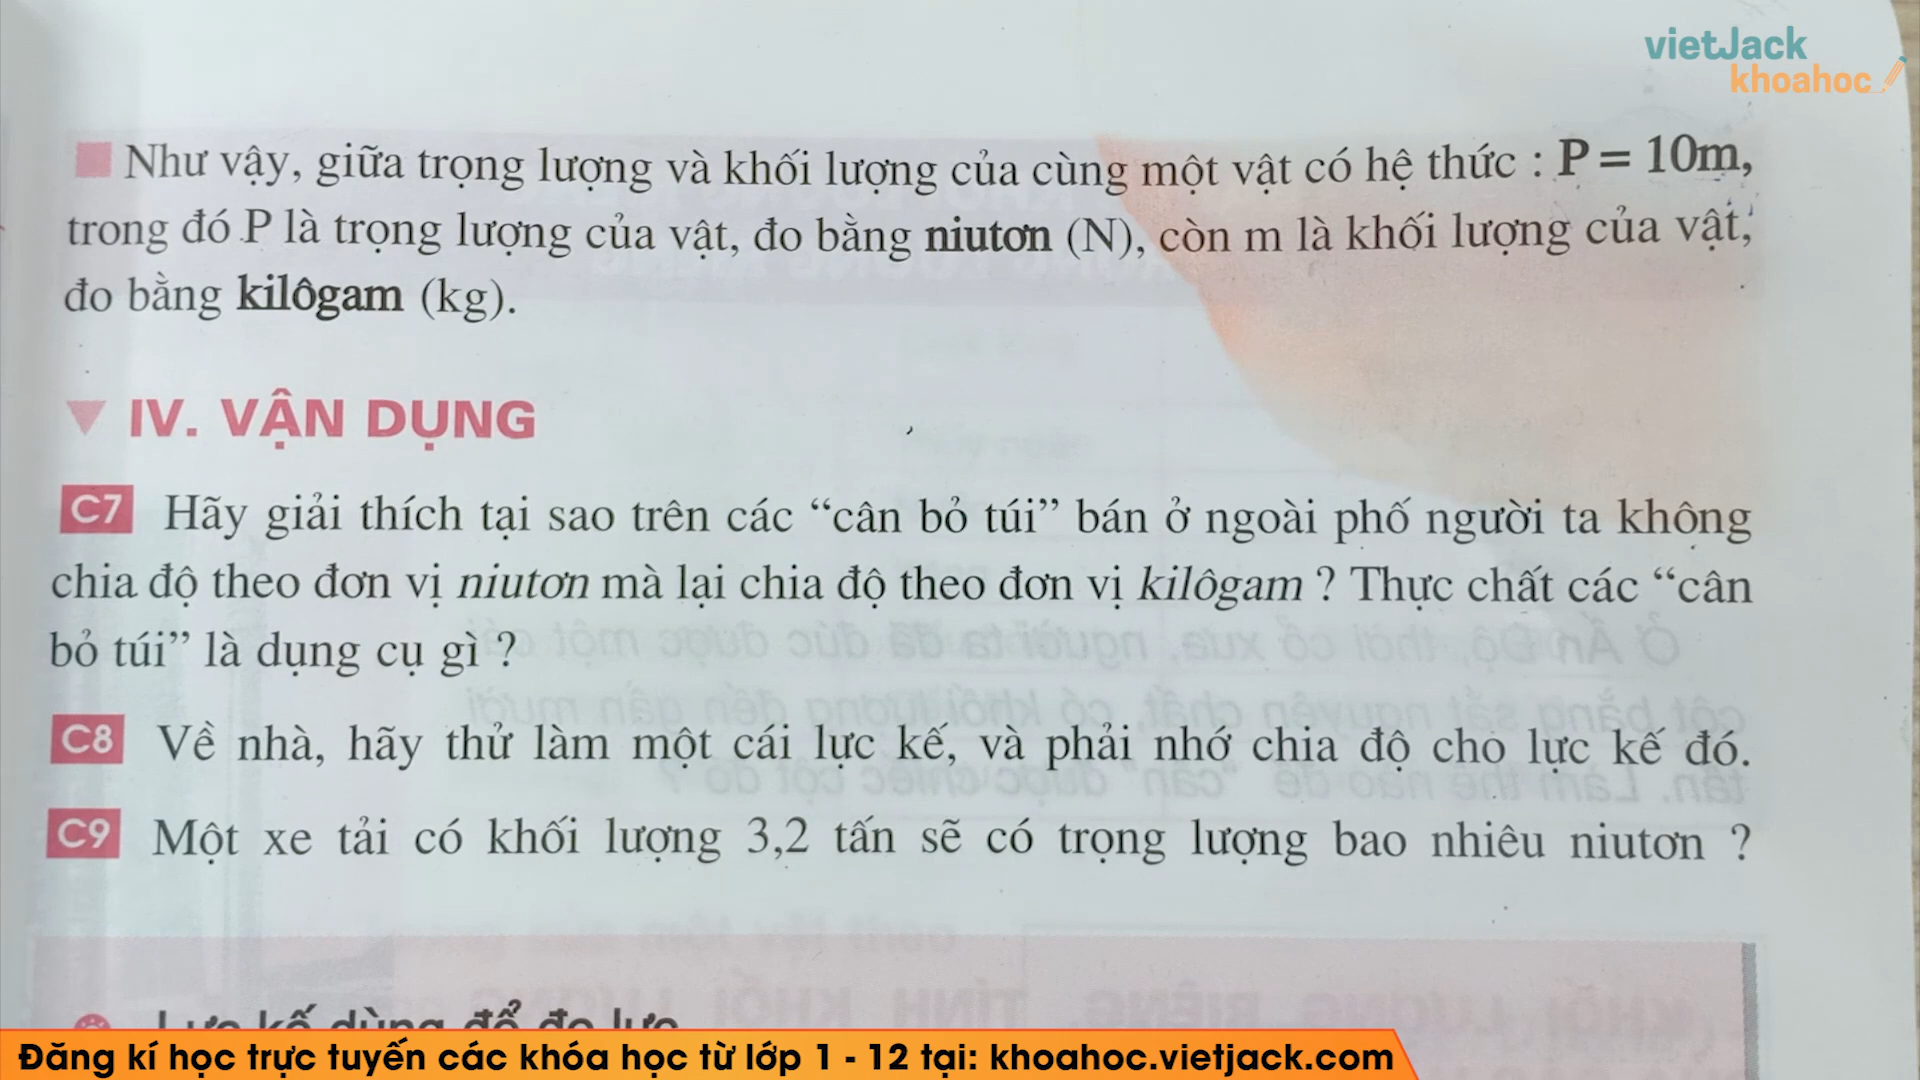 vietJack
khoahoc
Như vậy, giữa trọng lượng và khối lượng của cùng một vật có hệ thức : P = 10m,
trong đó P là trọng lượng của vật, đo bằng niutơn (N), còn m là khối lượng của vật,
đo bằng kilôgam (kg).
IV. VẬN DỤNG
C7 Hãy giải thích tại sao trên các “cân bỏ túi” bán ở ngoài phố người ta không
chia độ theo đơn vị niutơn mà lại chia độ theo đơn vị kilôgam ? Thực chất các “cân
bỏ túi” là dụng cụ gì ?
C8 Về nhà, hãy thử làm một cái lực kế, và phải nhớ chia độ cho lực kế đó.
C9 Một xe tải có khối lượng 3,2 tấn sẽ có trọng lượng bao nhiêu niutơn ?
Lực kế dùng để đo lực.
Đăng kí học trực tuyến các khóa học từ lớp 1 - 12 tại: khoahoc.vietjack.com